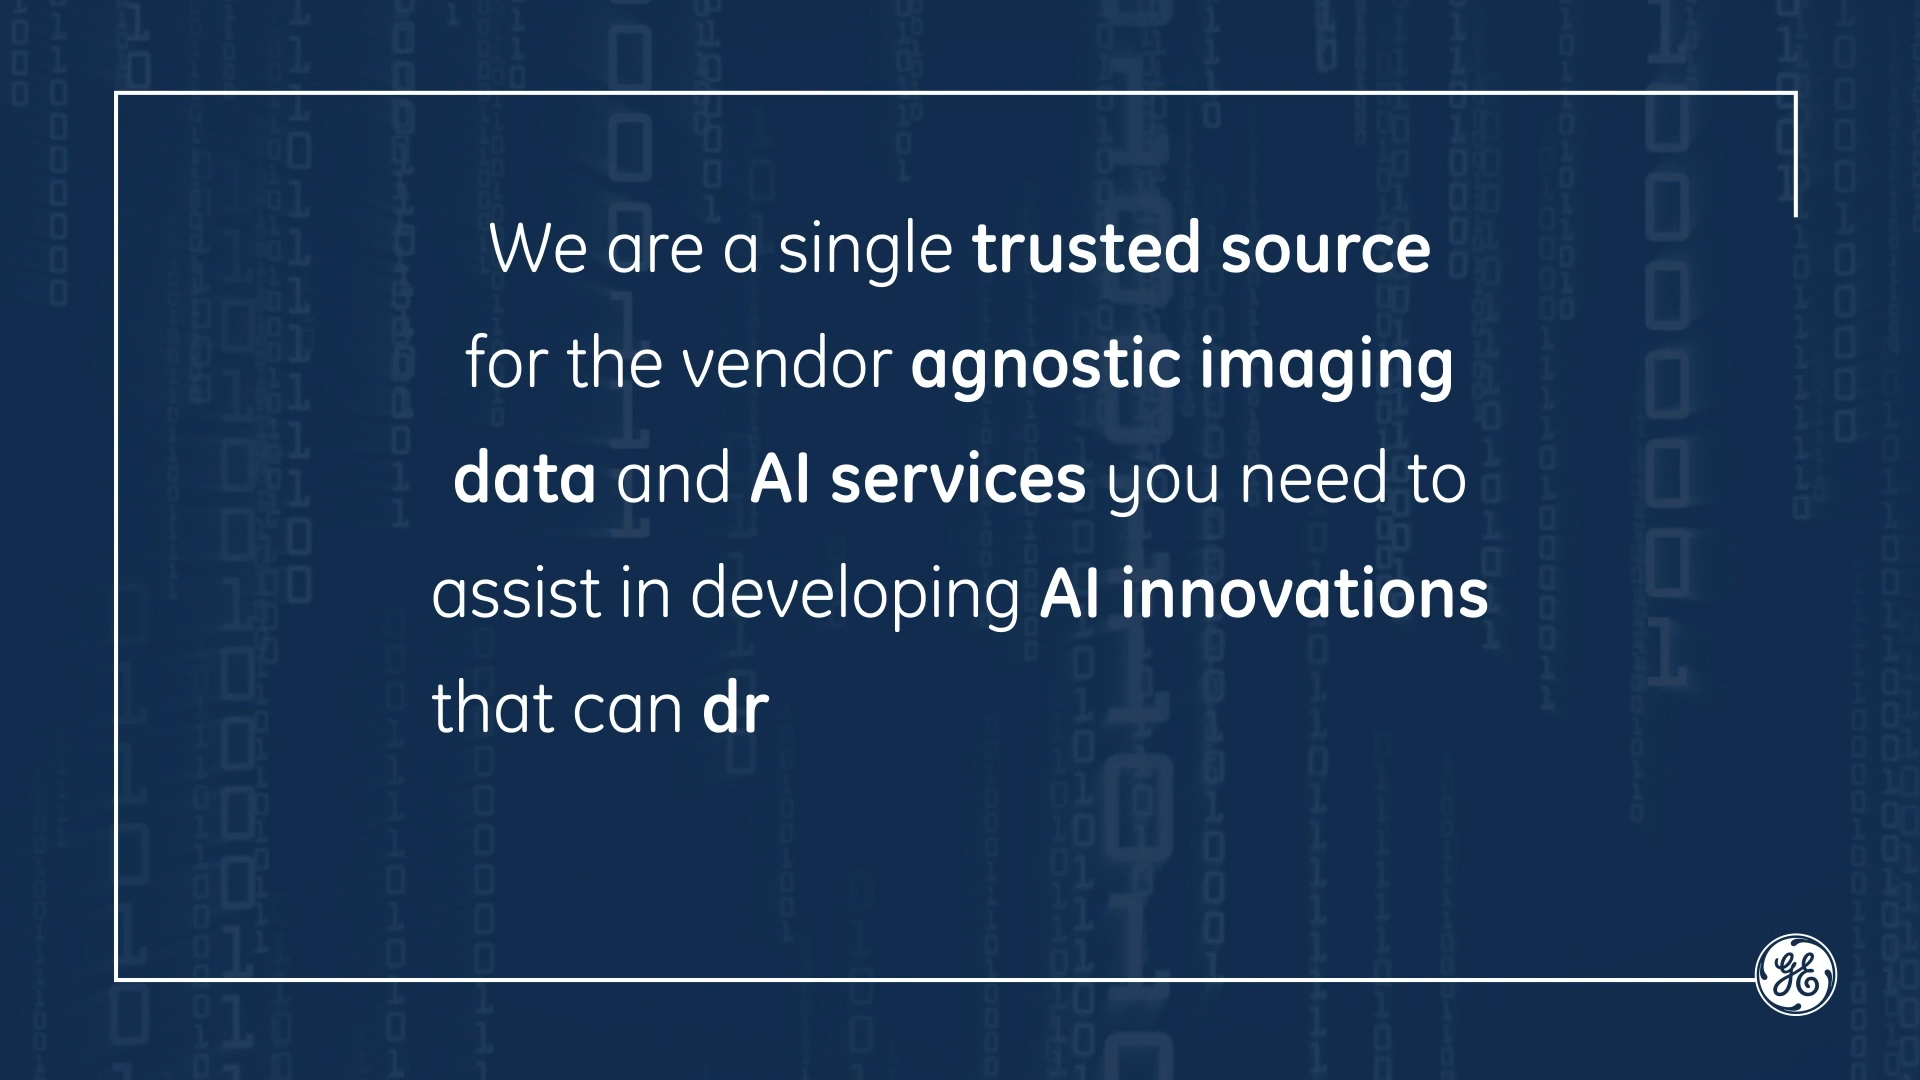 We are a single trusted source
for the vendor agnostic imaging
data and AI services you need to
assist in developing AI innovations
that can dr
GE